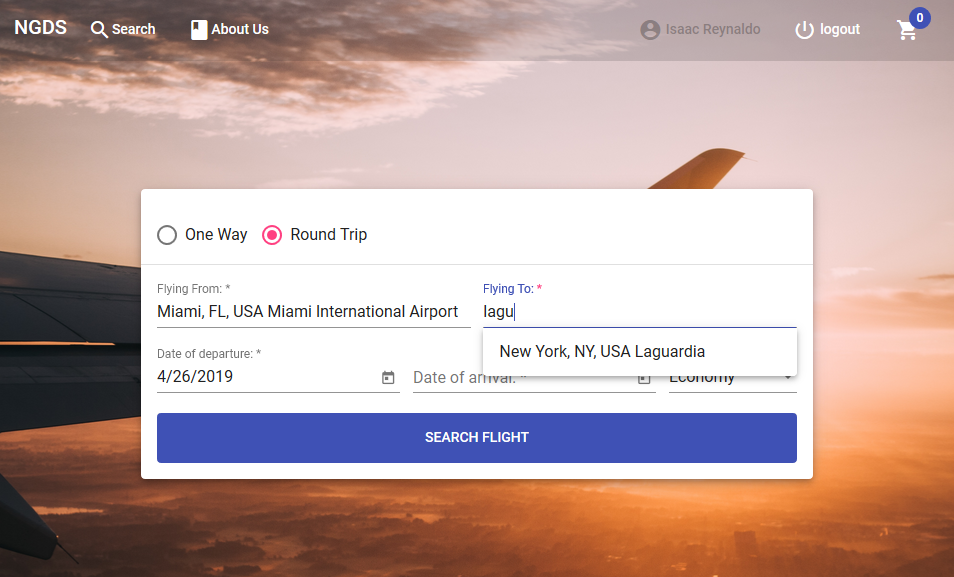 NGDS Search About Us Isaac Reynaldo logout 0
One Way Round Trip
Flying From: * Flying To: *
Miami, FL, USA Miami International Airport lagu
New York, NY, USA Laguardia
Date of departure: *
4/26/2019 Date of arrival: * Economy
SEARCH FLIGHT